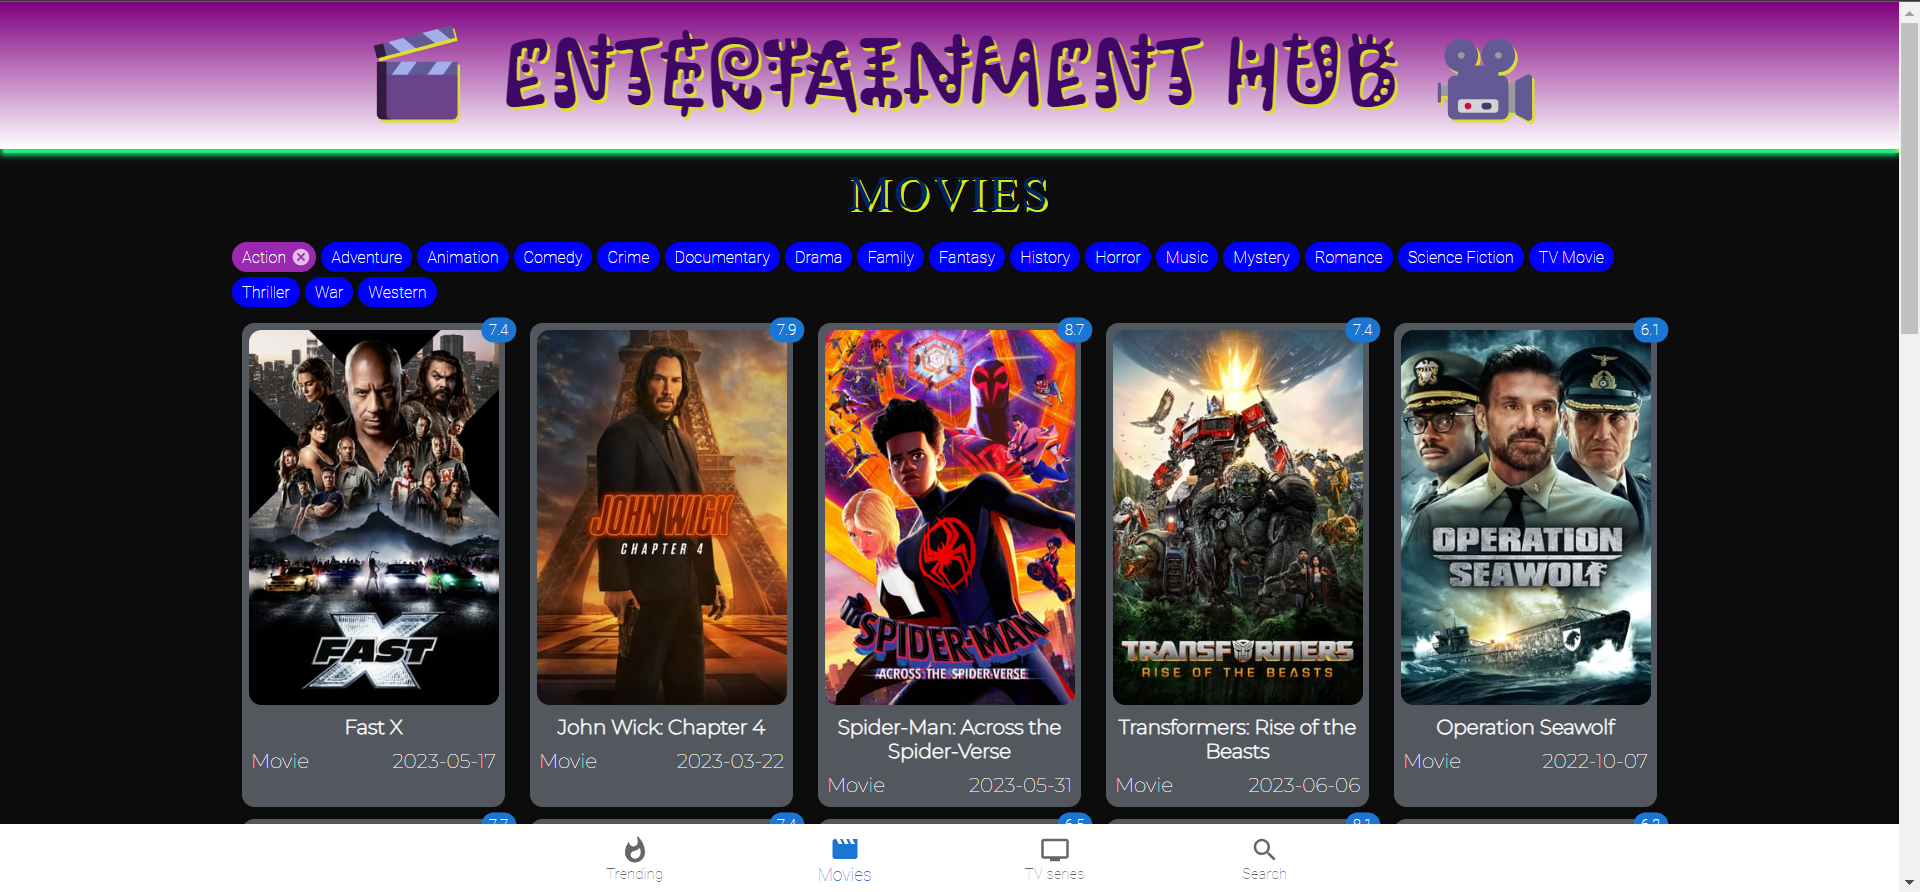 ENTERTAINMENT HUB
MOVIES
Action Adventure Animation Comedy Crime Documentary Drama Family Fantasy History Horror Music Mystery Romance Science Fiction TV Movie
Thriller War Western
7.4 7.9 8.7 7.4 6.1
JOHN WICK
CHAPTER 4
OPERATION
SEAWOLF
FAST X
SPIDER-MAN
ACROSS THE SPIDER-VERSE
TRANSFORMERS
RISE OF THE BEASTS
Fast X
Movie 2023-05-17
John Wick: Chapter 4
Movie 2023-03-22
Spider-Man: Across the
Spider-Verse
Movie 2023-05-31
Transformers: Rise of the
Beasts
Movie 2023-06-06
Operation Seawolf
Movie 2022-10-07
Trending Movies TV series Search